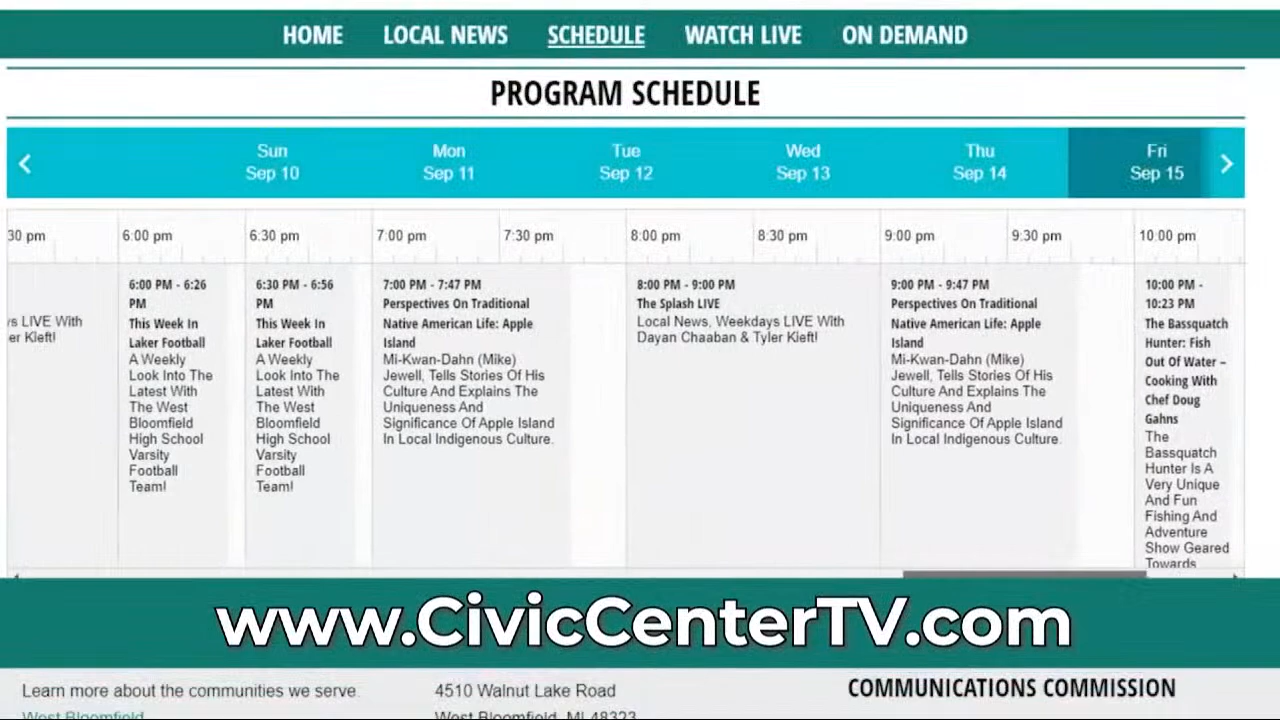 HOME LOCAL NEWS SCHEDULE WATCH LIVE ON DEMAND
PROGRAM SCHEDULE
Sun Mon Tue Wed Thu Fri
Sep 10 Sep 11 Sep 12 Sep 13 Sep 14 Sep 15
30 pm 6:00 pm 6:30 pm 7:00 pm 7:30 pm 8:00 pm 8:30 pm 9:00 pm 9:30 pm 10:00 pm
s LIVE With
er Kleft!
6:00 PM - 6:26
PM
This Week In
Laker Football
A Weekly
Look Into The
Latest With
The West
Bloomfield
High School
Varsity
Football
Team!
6:30 PM - 6:56
PM
This Week In
Laker Football
A Weekly
Look Into The
Latest With
The West
Bloomfield
High School
Varsity
Football
Team!
7:00 PM - 7:47 PM
Perspectives On Traditional
Native American Life: Apple
Island
Mi-Kwan-Dahn (Mike)
Jewell, Tells Stories Of His
Culture And Explains The
Uniqueness And
Significance Of Apple Island
In Local Indigenous Culture.
8:00 PM - 9:00 PM
The Splash LIVE
Local News, Weekdays LIVE With
Dayan Chaaban & Tyler Kleft!
9:00 PM - 9:47 PM
Perspectives On Traditional
Native American Life: Apple
Island
Mi-Kwan-Dahn (Mike)
Jewell, Tells Stories Of His
Culture And Explains The
Uniqueness And
Significance Of Apple Island
In Local Indigenous Culture.
10:00 PM -
10:23 PM
The Bassquatch
Hunter: Fish
Out Of Water –
Cooking With
Chef Doug
Gahns
The
Bassquatch
Hunter Is A
Very Unique
And Fun
Fishing And
Adventure
Show Geared
Towards
www.CivicCenterTV.com
Learn more about the communities we serve.
West Bloomfield
4510 Walnut Lake Road
West Bloomfield, MI 48323
COMMUNICATIONS COMMISSION